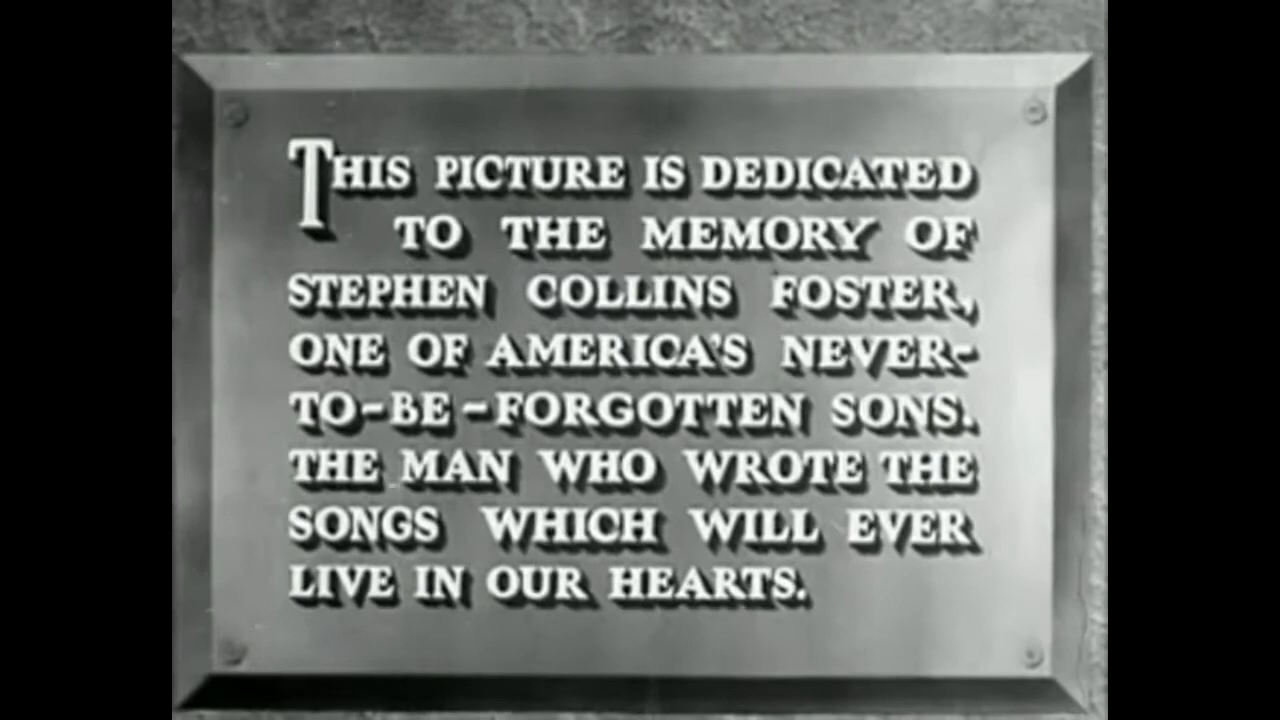 THIS PICTURE IS DEDICATED
TO THE MEMORY OF
STEPHEN COLLINS FOSTER,
ONE OF AMERICA'S NEVER-
TO-BE-FORGOTTEN SONS.
THE MAN WHO WROTE THE
SONGS WHICH WILL EVER
LIVE IN OUR HEARTS.